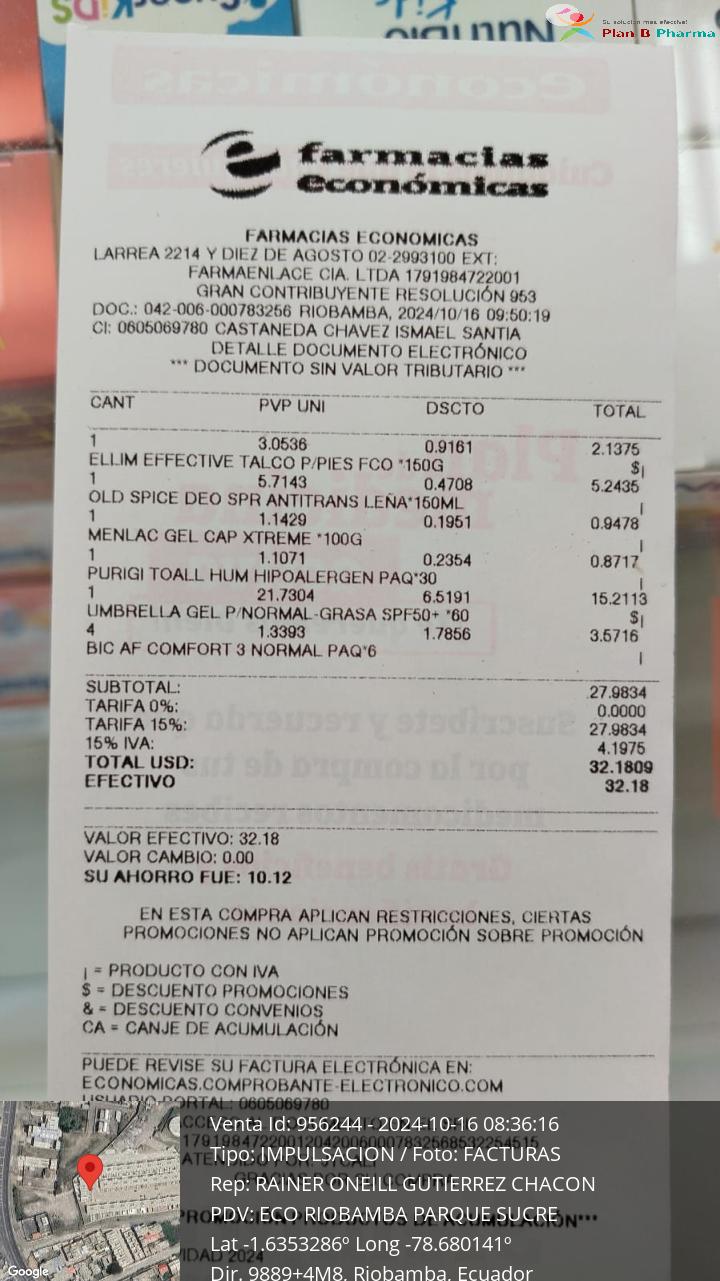 Su solución más efectiva!
Plan B Pharma
KiDS
farmacias
económicas
FARMACIAS ECONOMICAS
LARREA 2214 Y DIEZ DE AGOSTO 02-2993100 EXT:
FARMAENLACE CIA. LTDA 1791984722001
GRAN CONTRIBUYENTE RESOLUCIÓN 953
DOC.: 042-006-000783256 RIOBAMBA, 2024/10/16 09:50:19
CI: 0605069780 CASTANEDA CHAVEZ ISMAEL SANTIA
DETALLE DOCUMENTO ELECTRÓNICO
*** DOCUMENTO SIN VALOR TRIBUTARIO ***
CANT PVP UNI DSCTO TOTAL
1 3.0536 0.9161 2.1375
ELLIM EFFECTIVE TALCO P/PIES FCO *150G $¡
1 5.7143 0.4708 5.2435
OLD SPICE DEO SPR ANTITRANS LEÑA*150ML ¡
1 1.1429 0.1951 0.9478
MENLAC GEL CAP XTREME *100G ¡
1 1.1071 0.2354 0.8717
PURIGI TOALL HUM HIPOALERGEN PAQ*30 ¡
1 21.7304 6.5191 15.2113
UMBRELLA GEL P/NORMAL-GRASA SPF50+ *60 $¡
4 1.3393 1.7856 3.5716
BIC AF COMFORT 3 NORMAL PAQ*6 ¡
SUBTOTAL: 27.9834
TARIFA 0%: 0.0000
TARIFA 15%: 27.9834
15% IVA: 4.1975
TOTAL USD: 32.1809
EFECTIVO 32.18
VALOR EFECTIVO: 32.18
VALOR CAMBIO: 0.00
SU AHORRO FUE: 10.12
EN ESTA COMPRA APLICAN RESTRICCIONES, CIERTAS
PROMOCIONES NO APLICAN PROMOCIÓN SOBRE PROMOCIÓN
¡ = PRODUCTO CON IVA
$ = DESCUENTO PROMOCIONES
& = DESCUENTO CONVENIOS
CA = CANJE DE ACUMULACIÓN
PUEDE REVISE SU FACTURA ELECTRÓNICA EN:
ECONOMICAS.COMPROBANTE-ELECTRONICO.COM
USUARIO PORTAL: 0605069780
Venta Id: 956244 - 2024-10-16 08:36:16
Tipo: IMPULSACION / Foto: FACTURAS
Rep: RAINER ONEILL GUTIERREZ CHACON
PDV: ECO RIOBAMBA PARQUE SUCRE
Lat -1.6353286º Long -78.680141º
Dir. 9889+4M8, Riobamba, Ecuador
Google